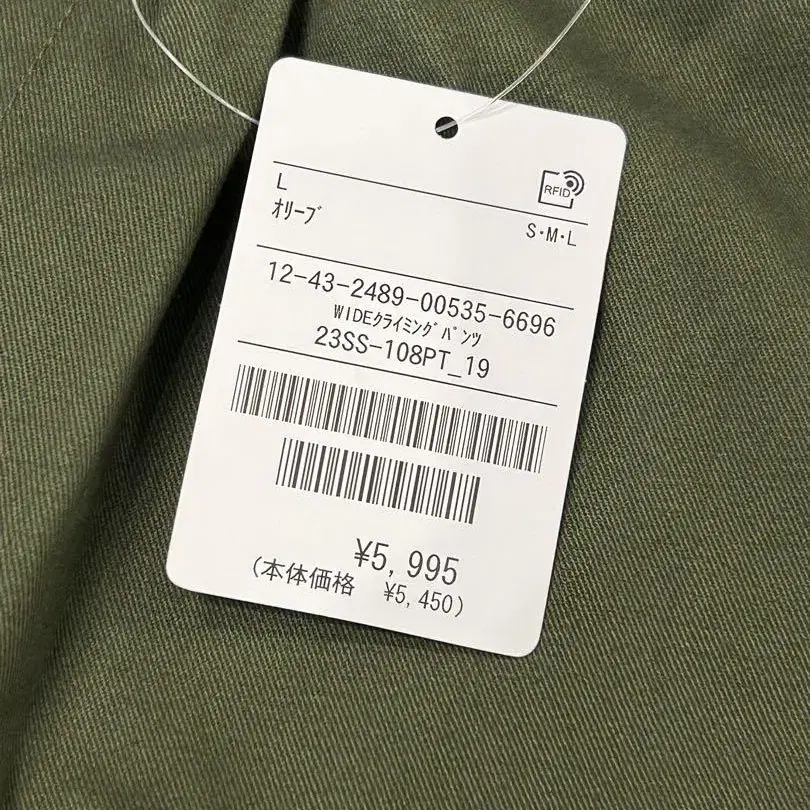 RFID
L
オリーブ
S・M・L
12-43-2489-00535-6696
WIDEクライミングパンツ
23SS-108PT_19
¥5,995
(本体価格 ¥5,450)